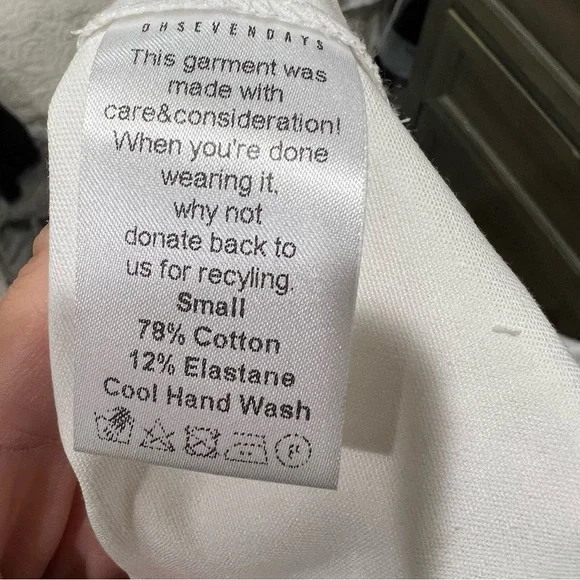 OHSEVENDAYS
This garment was
made with
care&consideration!
When you're done
wearing it,
why not
donate back to
us for recyling.
Small
78% Cotton
12% Elastane
Cool Hand Wash
P